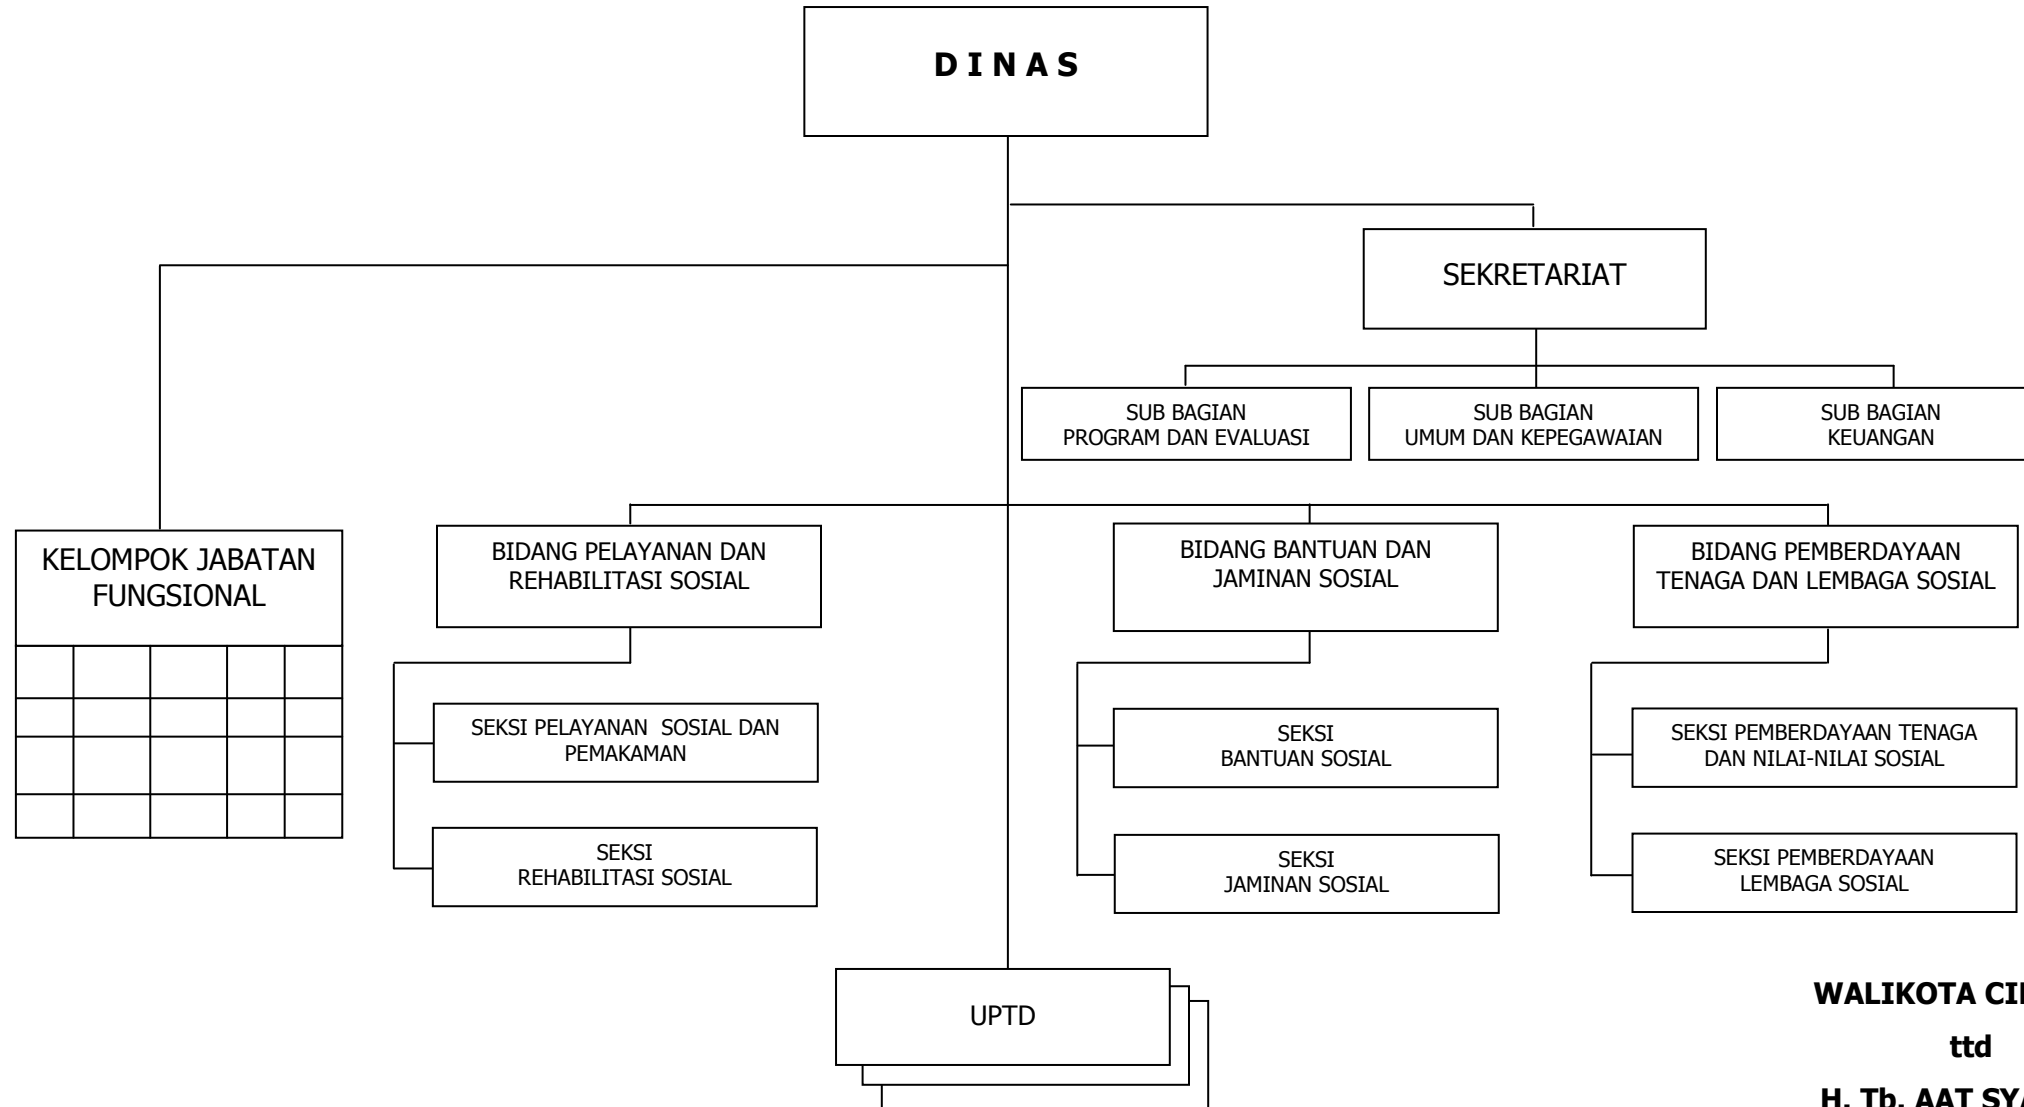 D I N A S
SEKRETARIAT
SUB BAGIAN
PROGRAM DAN EVALUASI
SUB BAGIAN
UMUM DAN KEPEGAWAIAN
SUB BAGIAN
KEUANGAN
KELOMPOK JABATAN
FUNGSIONAL
BIDANG PELAYANAN DAN
REHABILITASI SOSIAL
BIDANG BANTUAN DAN
JAMINAN SOSIAL
BIDANG PEMBERDAYAAN
TENAGA DAN LEMBAGA SOSIAL
SEKSI PELAYANAN SOSIAL DAN
PEMAKAMAN
SEKSI
BANTUAN SOSIAL
SEKSI PEMBERDAYAAN TENAGA
DAN NILAI-NILAI SOSIAL
SEKSI
REHABILITASI SOSIAL
SEKSI
JAMINAN SOSIAL
SEKSI PEMBERDAYAAN
LEMBAGA SOSIAL
UPTD
WALIKOTA
ttd
H. Tb. AAT